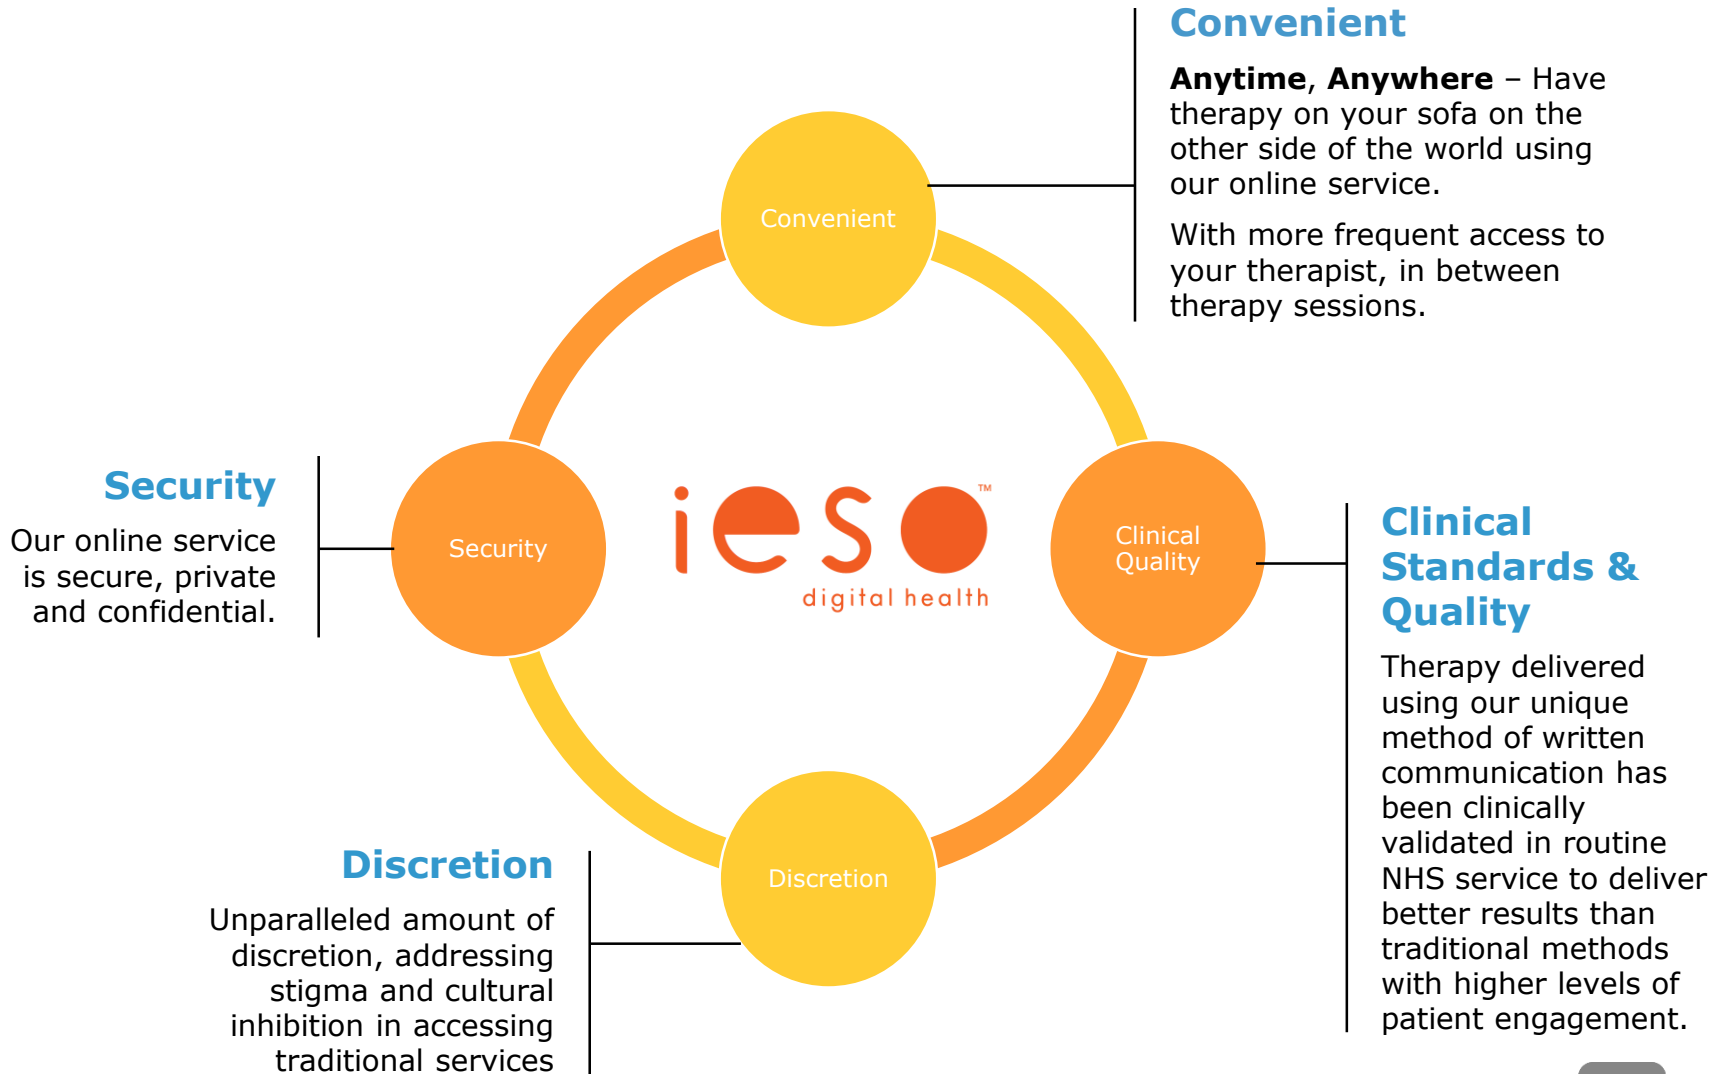 Convenient
Anytime, Anywhere – Have
therapy on your sofa on the
other side of the world using
our online service.
With more frequent access to
your therapist, in between
therapy sessions.
Convenient
Security
Our online service
is secure, private
and confidential.
Security
ieso™
digital health
Clinical
Quality
Clinical
Standards &
Quality
Therapy delivered
using our unique
method of written
communication has
been clinically
validated in routine
NHS service to deliver
better results than
traditional methods
with higher levels of
patient engagement.
Discretion
Unparalleled amount of
discretion, addressing
stigma and cultural
inhibition in accessing
traditional services
Discretion